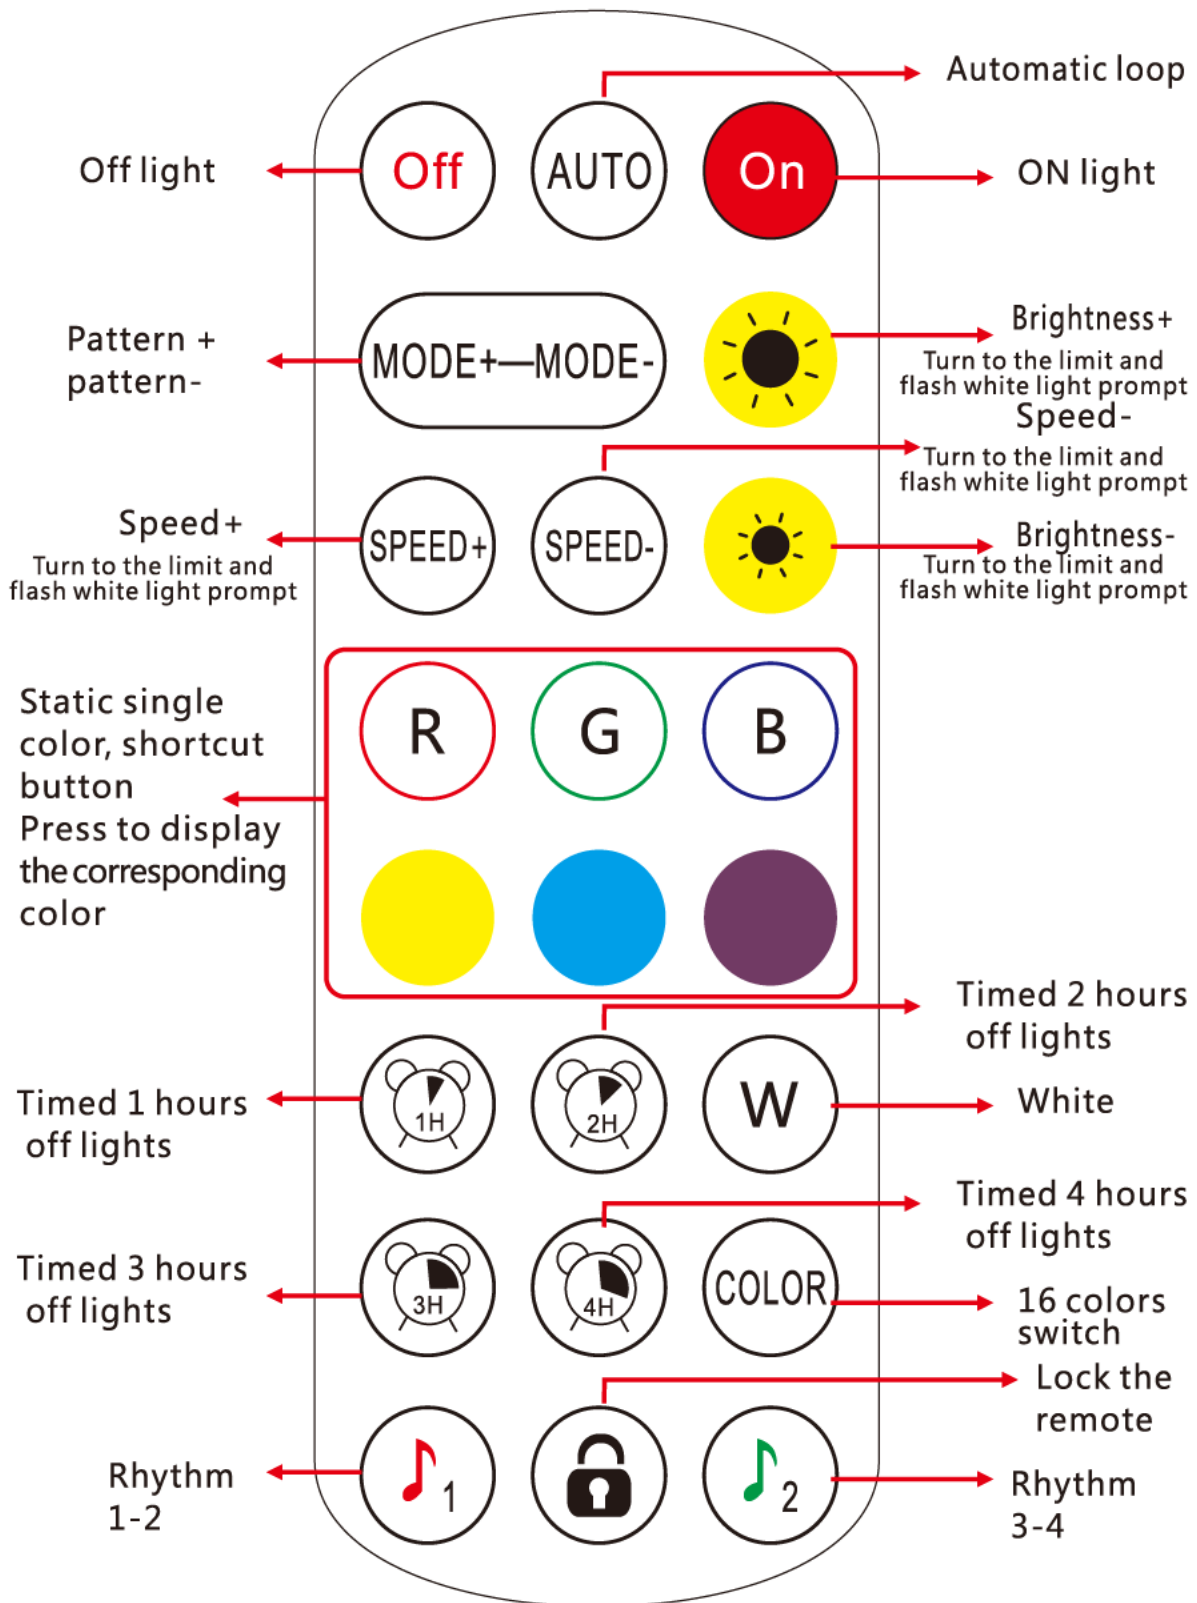 Automatic loop
Off light
Off
AUTO
On
ON light
Pattern +
pattern-
MODE+—MODE-
Brightness+
Turn to the limit and
flash white light prompt
Speed-
Turn to the limit and
flash white light prompt
Speed+
Turn to the limit and
flash white light prompt
SPEED+
SPEED-
Brightness-
Turn to the limit and
flash white light prompt
Static single
color, shortcut
button
Press to display
the corresponding
color
R
G
B
Timed 2 hours
off lights
Timed 1 hours
off lights
1H
2H
W
White
Timed 4 hours
off lights
Timed 3 hours
off lights
3H
4H
COLOR
16 colors
switch
Lock the
remote
Rhythm
1-2
1
2
Rhythm
3-4